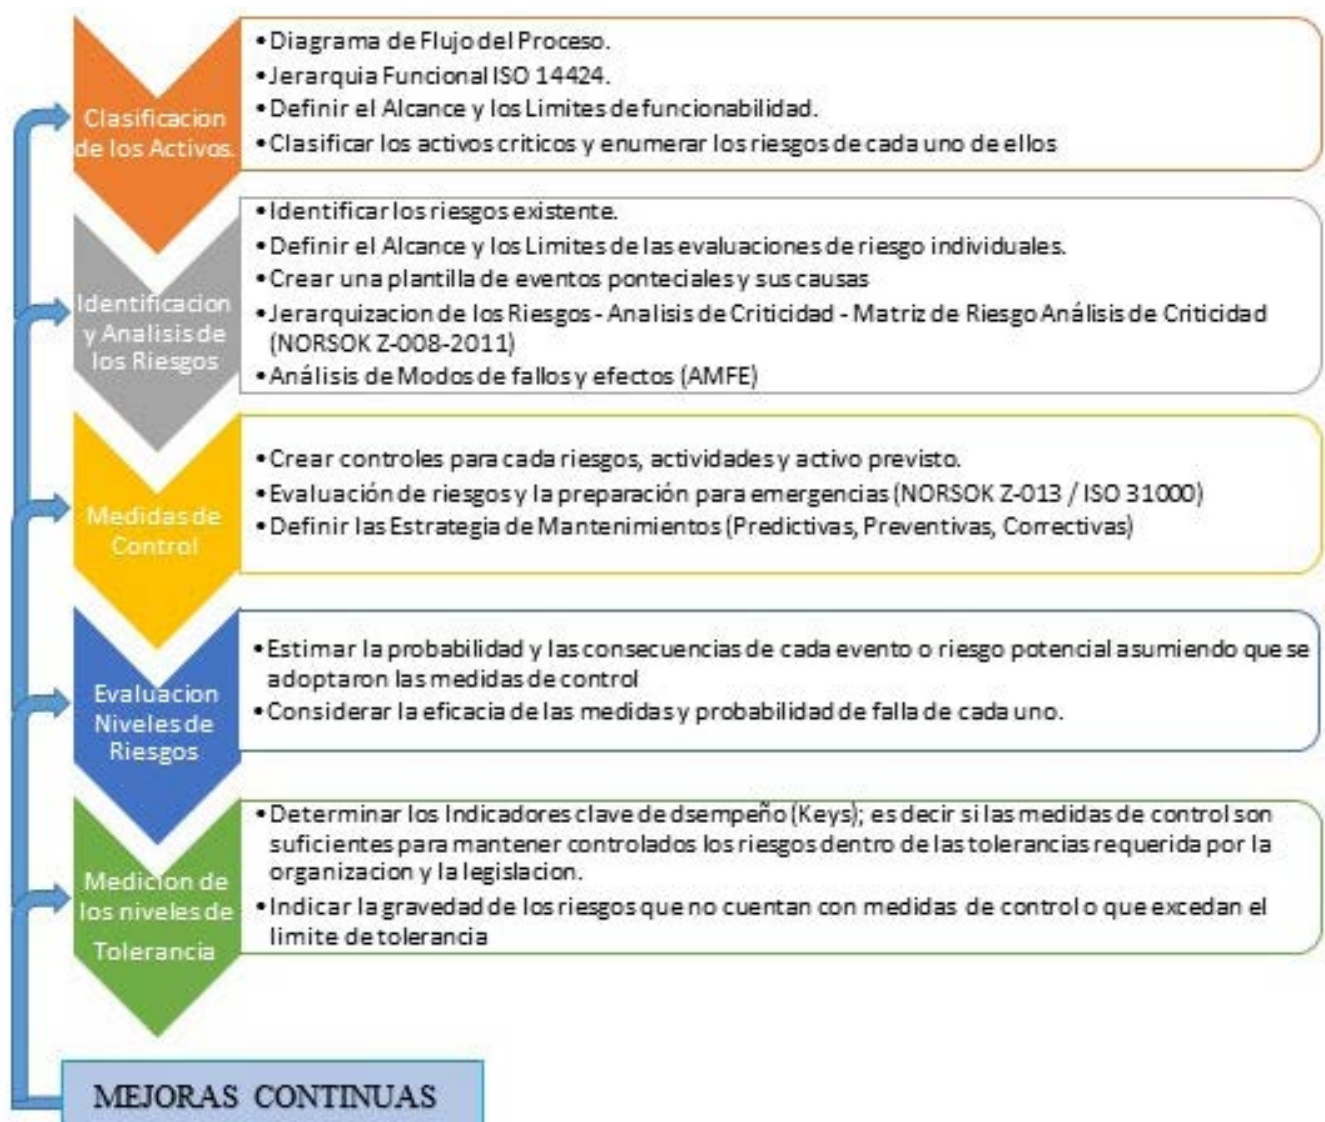 Clasificacion
de los Activos.
•Diagrama de Flujo del Proceso.
•Jerarquia Funcional ISO 14424.
•Definir el Alcance y los Limites de funcionabilidad.
•Clasificar los activos criticos y enumerar los riesgos de cada uno de ellos
Identificacion
y Analisis de
los Riesgos
•Identificar los riesgos existente.
•Definir el Alcance y los Limites de las evaluaciones de riesgo individuales.
•Crear una plantilla de eventos ponteciales y sus causas
•Jerarquizacion de los Riesgos - Analisis de Criticidad - Matriz de Riesgo Análisis de Criticidad
(NORSOK Z-008-2011)
•Análisis de Modos de fallos y efectos (AMFE)
Medidas de
Control
•Crear controles para cada riesgos, actividades y activo previsto.
•Evaluación de riesgos y la preparación para emergencias (NORSOK Z-013 / ISO 31000)
•Definir las Estrategia de Mantenimientos (Predictivas, Preventivas, Correctivas)
Evaluacion
Niveles de
Riesgos
•Estimar la probabilidad y las consecuencias de cada evento o riesgo potencial asumiendo que se
adoptaron las medidas de control
•Considerar la eficacia de las medidas y probabilidad de falla de cada uno.
Medicion de
los niveles de
Tolerancia
•Determinar los Indicadores clave de dsempeño (Keys); es decir si las medidas de control son
suficientes para mantener controlados los riesgos dentro de las tolerancias requerida por la
organizacion y la legislacion.
•Indicar la gravedad de los riesgos que no cuentan con medidas de control o que excedan el
limite de tolerancia
MEJORAS CONTINUAS